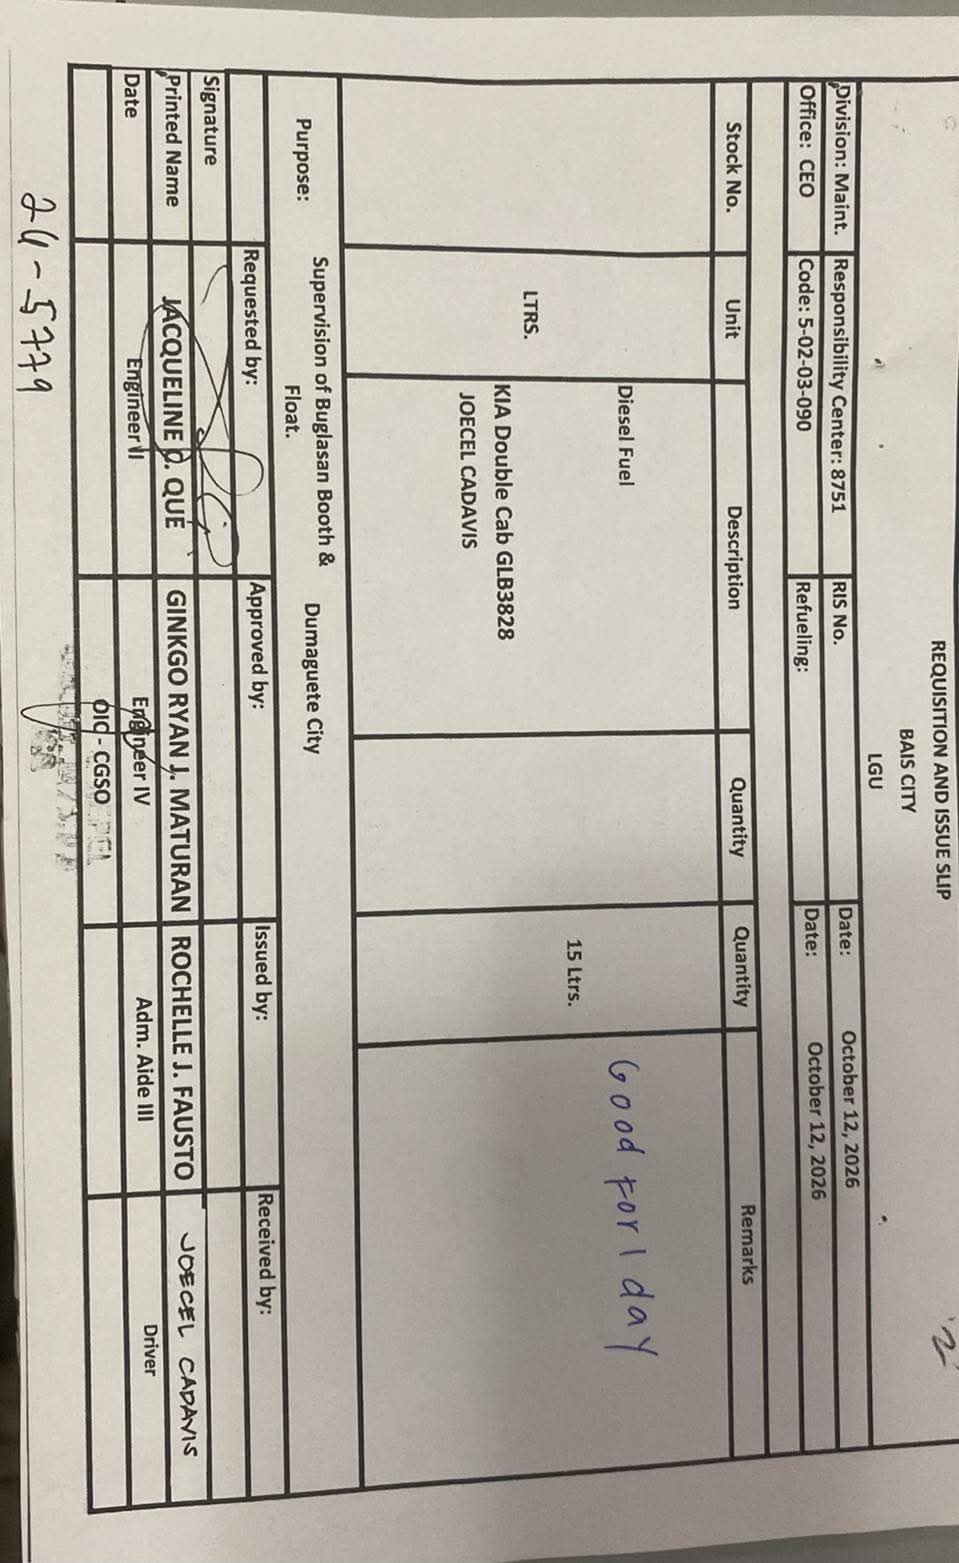 REQUISITION AND ISSUE SLIP
BAIS CITY
LGU
Division: Maint. Responsibility Center: 8751 RIS No. Date: October 12, 2026
Office: CEO Code: 5-02-03-090 Refueling: Date: October 12, 2026
Stock No. Unit Description Quantity Quantity Remarks
Diesel Fuel Good For 1 day
LTRS. 15 Ltrs.
KIA Double Cab GLB3828
JOECEL CADAVIS
Purpose: Supervision of Buglasan Booth & Dumaguete City
Float.
Requested by: Approved by: Issued by: Received by:
Signature
Printed Name JACQUELINE Q. QUE GINKGO RYAN J. MATURAN ROCHELLE J. FAUSTO JOECEL CADAVIS
Date Engineer II Engineer IV Adm. Aide III Driver
OIC - CGSO
24-5779